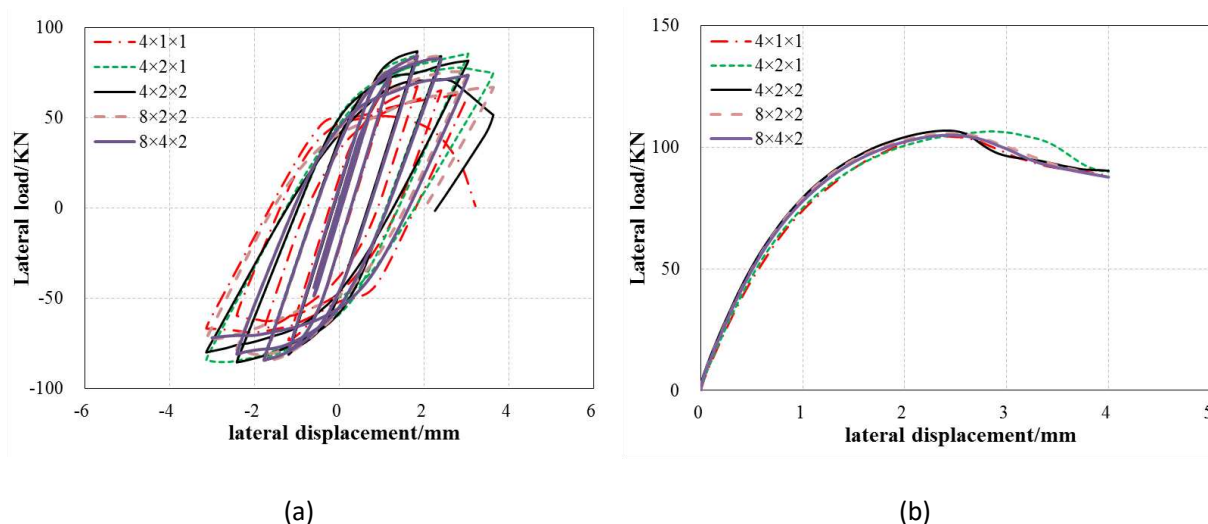 100
50
0
-50
-100
Lateral load/KN
4×1×1
4×2×1
4×2×2
8×2×2
8×4×2
-6 -4 -2 0 2 4 6
lateral displacement/mm
(a)
150
100
50
0
Lateral load/KN
4×1×1
4×2×1
4×2×2
8×2×2
8×4×2
0 1 2 3 4 5
lateral displacement/mm
(b)